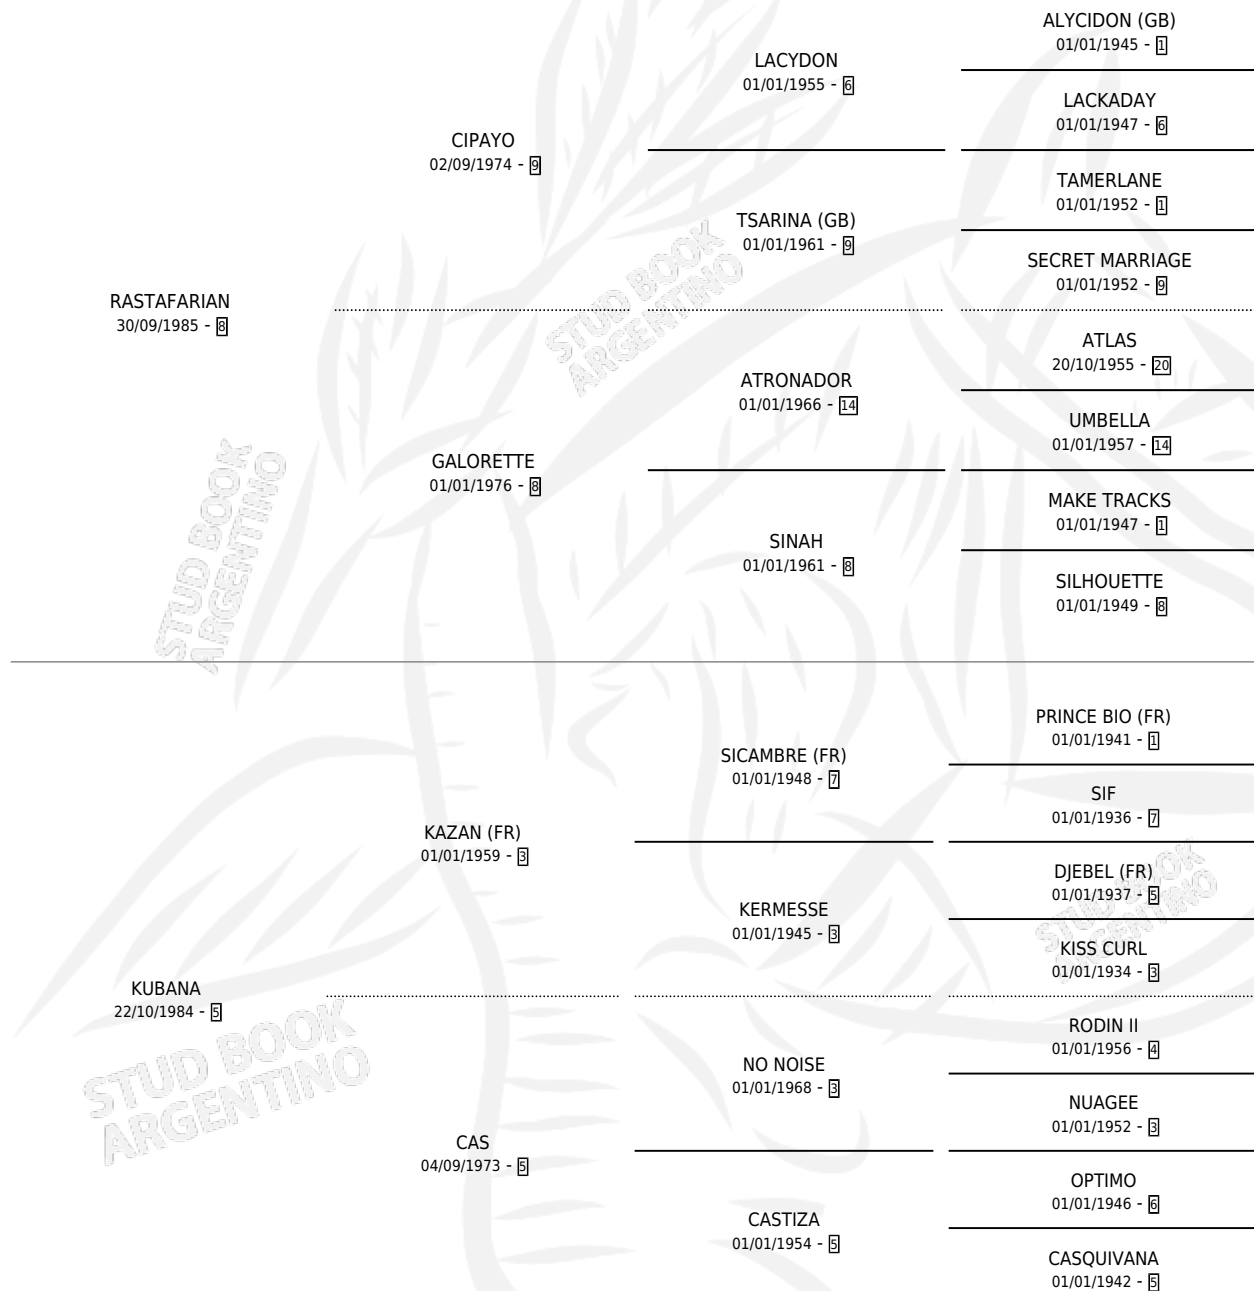 RASTAFARIAN
30/09/1985 - 8
CIPAYO
02/09/1974 - 9
GALORETTE
01/01/1976 - 8
LACYDON
01/01/1955 - 6
TSARINA (GB)
01/01/1961 - 9
ATRONADOR
01/01/1966 - 14
SINAH
01/01/1961 - 8
ALYCIDON (GB)
01/01/1945 - 1
LACKADAY
01/01/1947 - 6
TAMERLANE
01/01/1952 - 1
SECRET MARRIAGE
01/01/1952 - 9
ATLAS
20/10/1955 - 20
UMBELLA
01/01/1957 - 14
MAKE TRACKS
01/01/1947 - 1
SILHOUETTE
01/01/1949 - 8
KUBANA
22/10/1984 - 5
KAZAN (FR)
01/01/1959 - 3
CAS
04/09/1973 - 5
SICAMBRE (FR)
01/01/1948 - 7
KERMESSE
01/01/1945 - 3
NO NOISE
01/01/1968 - 3
CASTIZA
01/01/1954 - 5
PRINCE BIO (FR)
01/01/1941 - 1
SIF
01/01/1936 - 7
DJEBEL (FR)
01/01/1937 - 5
KISS CURL
01/01/1934 - 3
RODIN II
01/01/1956 - 4
NUAGEE
01/01/1952 - 3
OPTIMO
01/01/1946 - 6
CASQUIVANA
01/01/1942 - 5
STUD BOOK
ARGENTINO
STUD BOOK
ARGENTINO
STUD BOOK
ARGENTINO
STUD BOOK
ARGENTINO